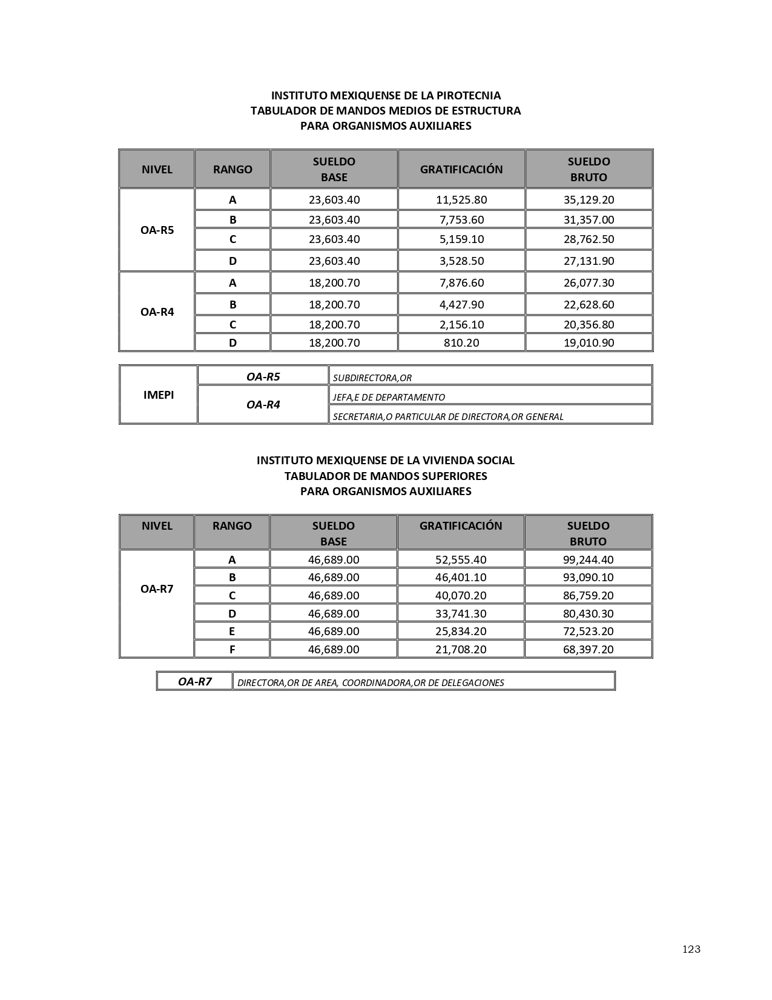 INSTITUTO MEXIQUENSE DE LA PIROTECNIA
TABULADOR DE MANDOS MEDIOS DE ESTRUCTURA
PARA ORGANISMOS AUXILIARES
NIVEL RANGO SUELDO BASE GRATIFICACIÓN SUELDO BRUTO
OA-R5
A 23,603.40 11,525.80 35,129.20
B 23,603.40 7,753.60 31,357.00
C 23,603.40 5,159.10 28,762.50
D 23,603.40 3,528.50 27,131.90
OA-R4
A 18,200.70 7,876.60 26,077.30
B 18,200.70 4,427.90 22,628.60
C 18,200.70 2,156.10 20,356.80
D 18,200.70 810.20 19,010.90
IMEPI
OA-R5 SUBDIRECTORA,OR
OA-R4
JEFA,E DE DEPARTAMENTO
SECRETARIA,O PARTICULAR DE DIRECTORA,OR GENERAL
INSTITUTO MEXIQUENSE DE LA VIVIENDA SOCIAL
TABULADOR DE MANDOS SUPERIORES
PARA ORGANISMOS AUXILIARES
NIVEL RANGO SUELDO BASE GRATIFICACIÓN SUELDO BRUTO
OA-R7
A 46,689.00 52,555.40 99,244.40
B 46,689.00 46,401.10 93,090.10
C 46,689.00 40,070.20 86,759.20
D 46,689.00 33,741.30 80,430.30
E 46,689.00 25,834.20 72,523.20
F 46,689.00 21,708.20 68,397.20
OA-R7 DIRECTORA,OR DE AREA, COORDINADORA,OR DE DELEGACIONES
123